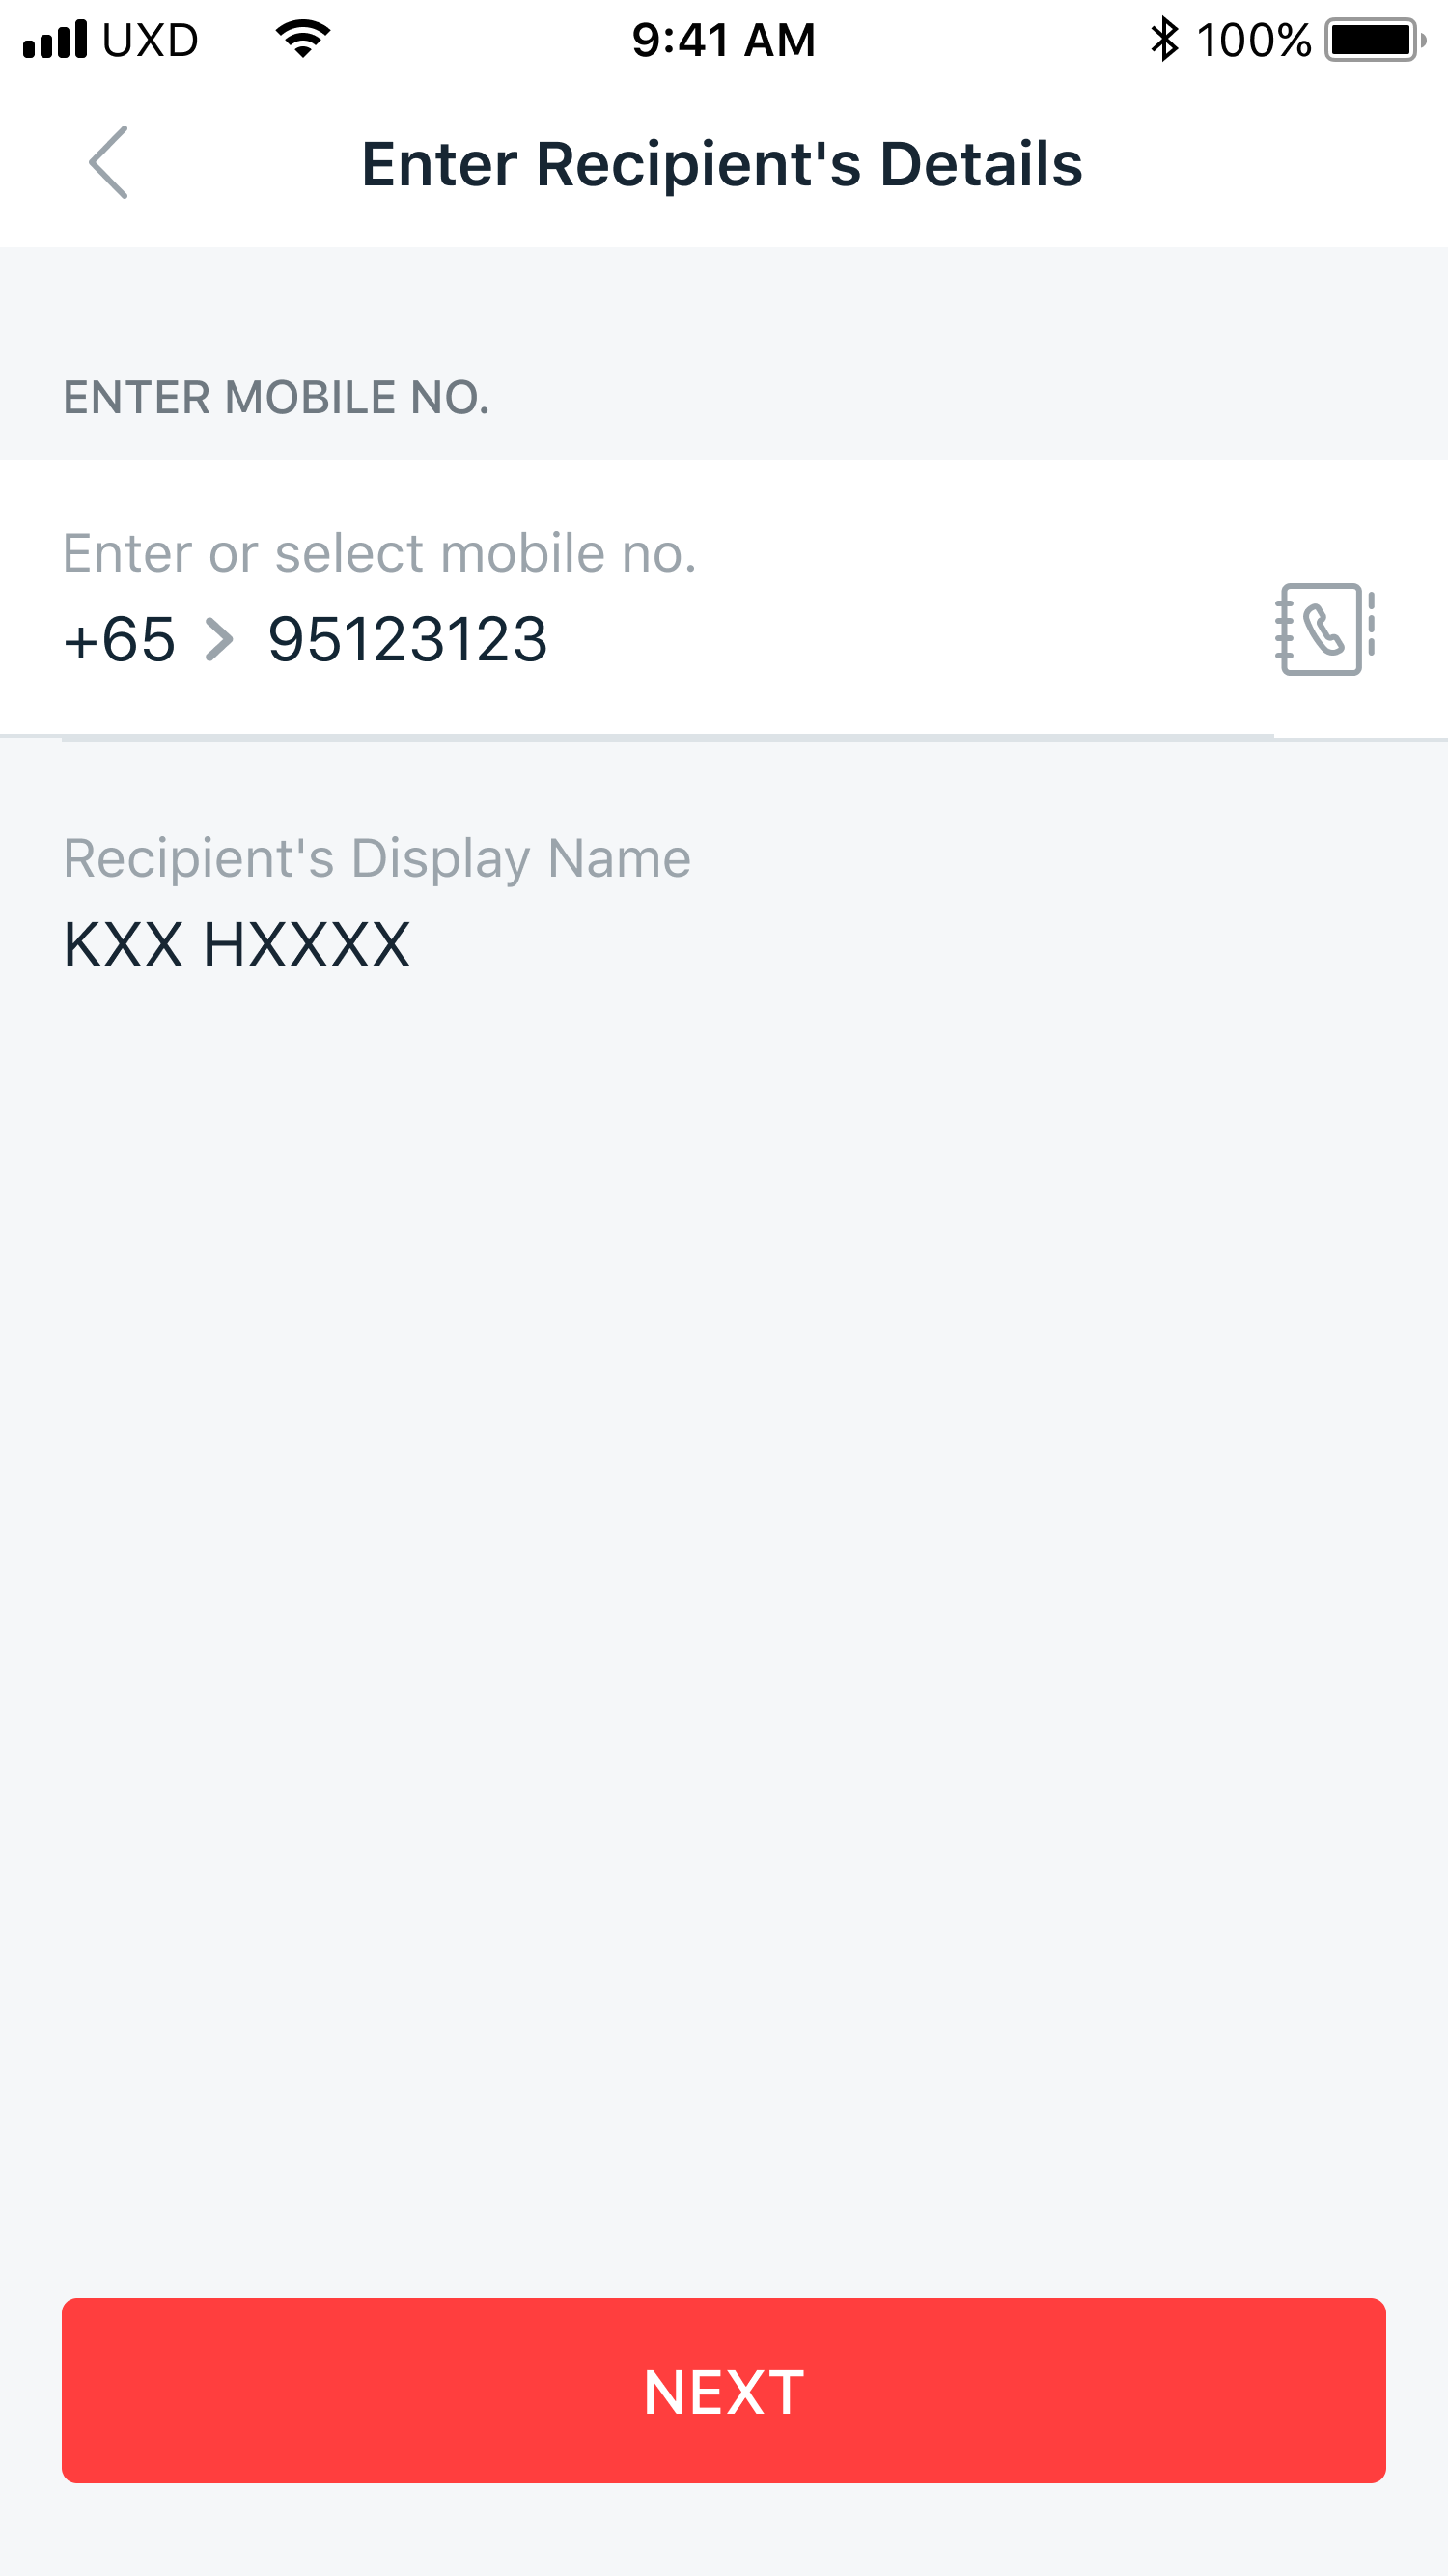 UXD 9:41 AM 100%
Enter Recipient's Details
ENTER MOBILE NO.
Enter or select mobile no.
+65 95123123
Recipient's Display Name
KXX HXXXX
NEXT